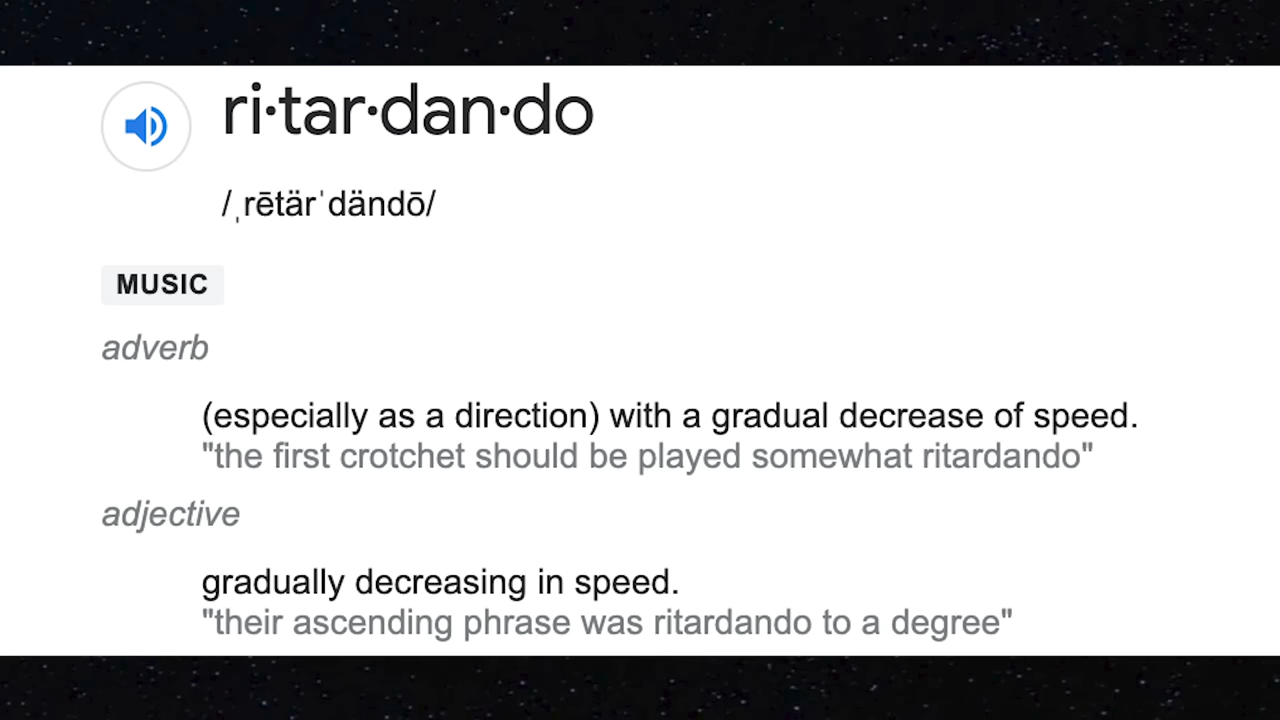 ri·tar·dan·do
/ˌrētärˈdändō/
MUSIC
adverb
(especially as a direction) with a gradual decrease of speed.
"the first crotchet should be played somewhat ritardando"
adjective
gradually decreasing in speed.
"their ascending phrase was ritardando to a degree"